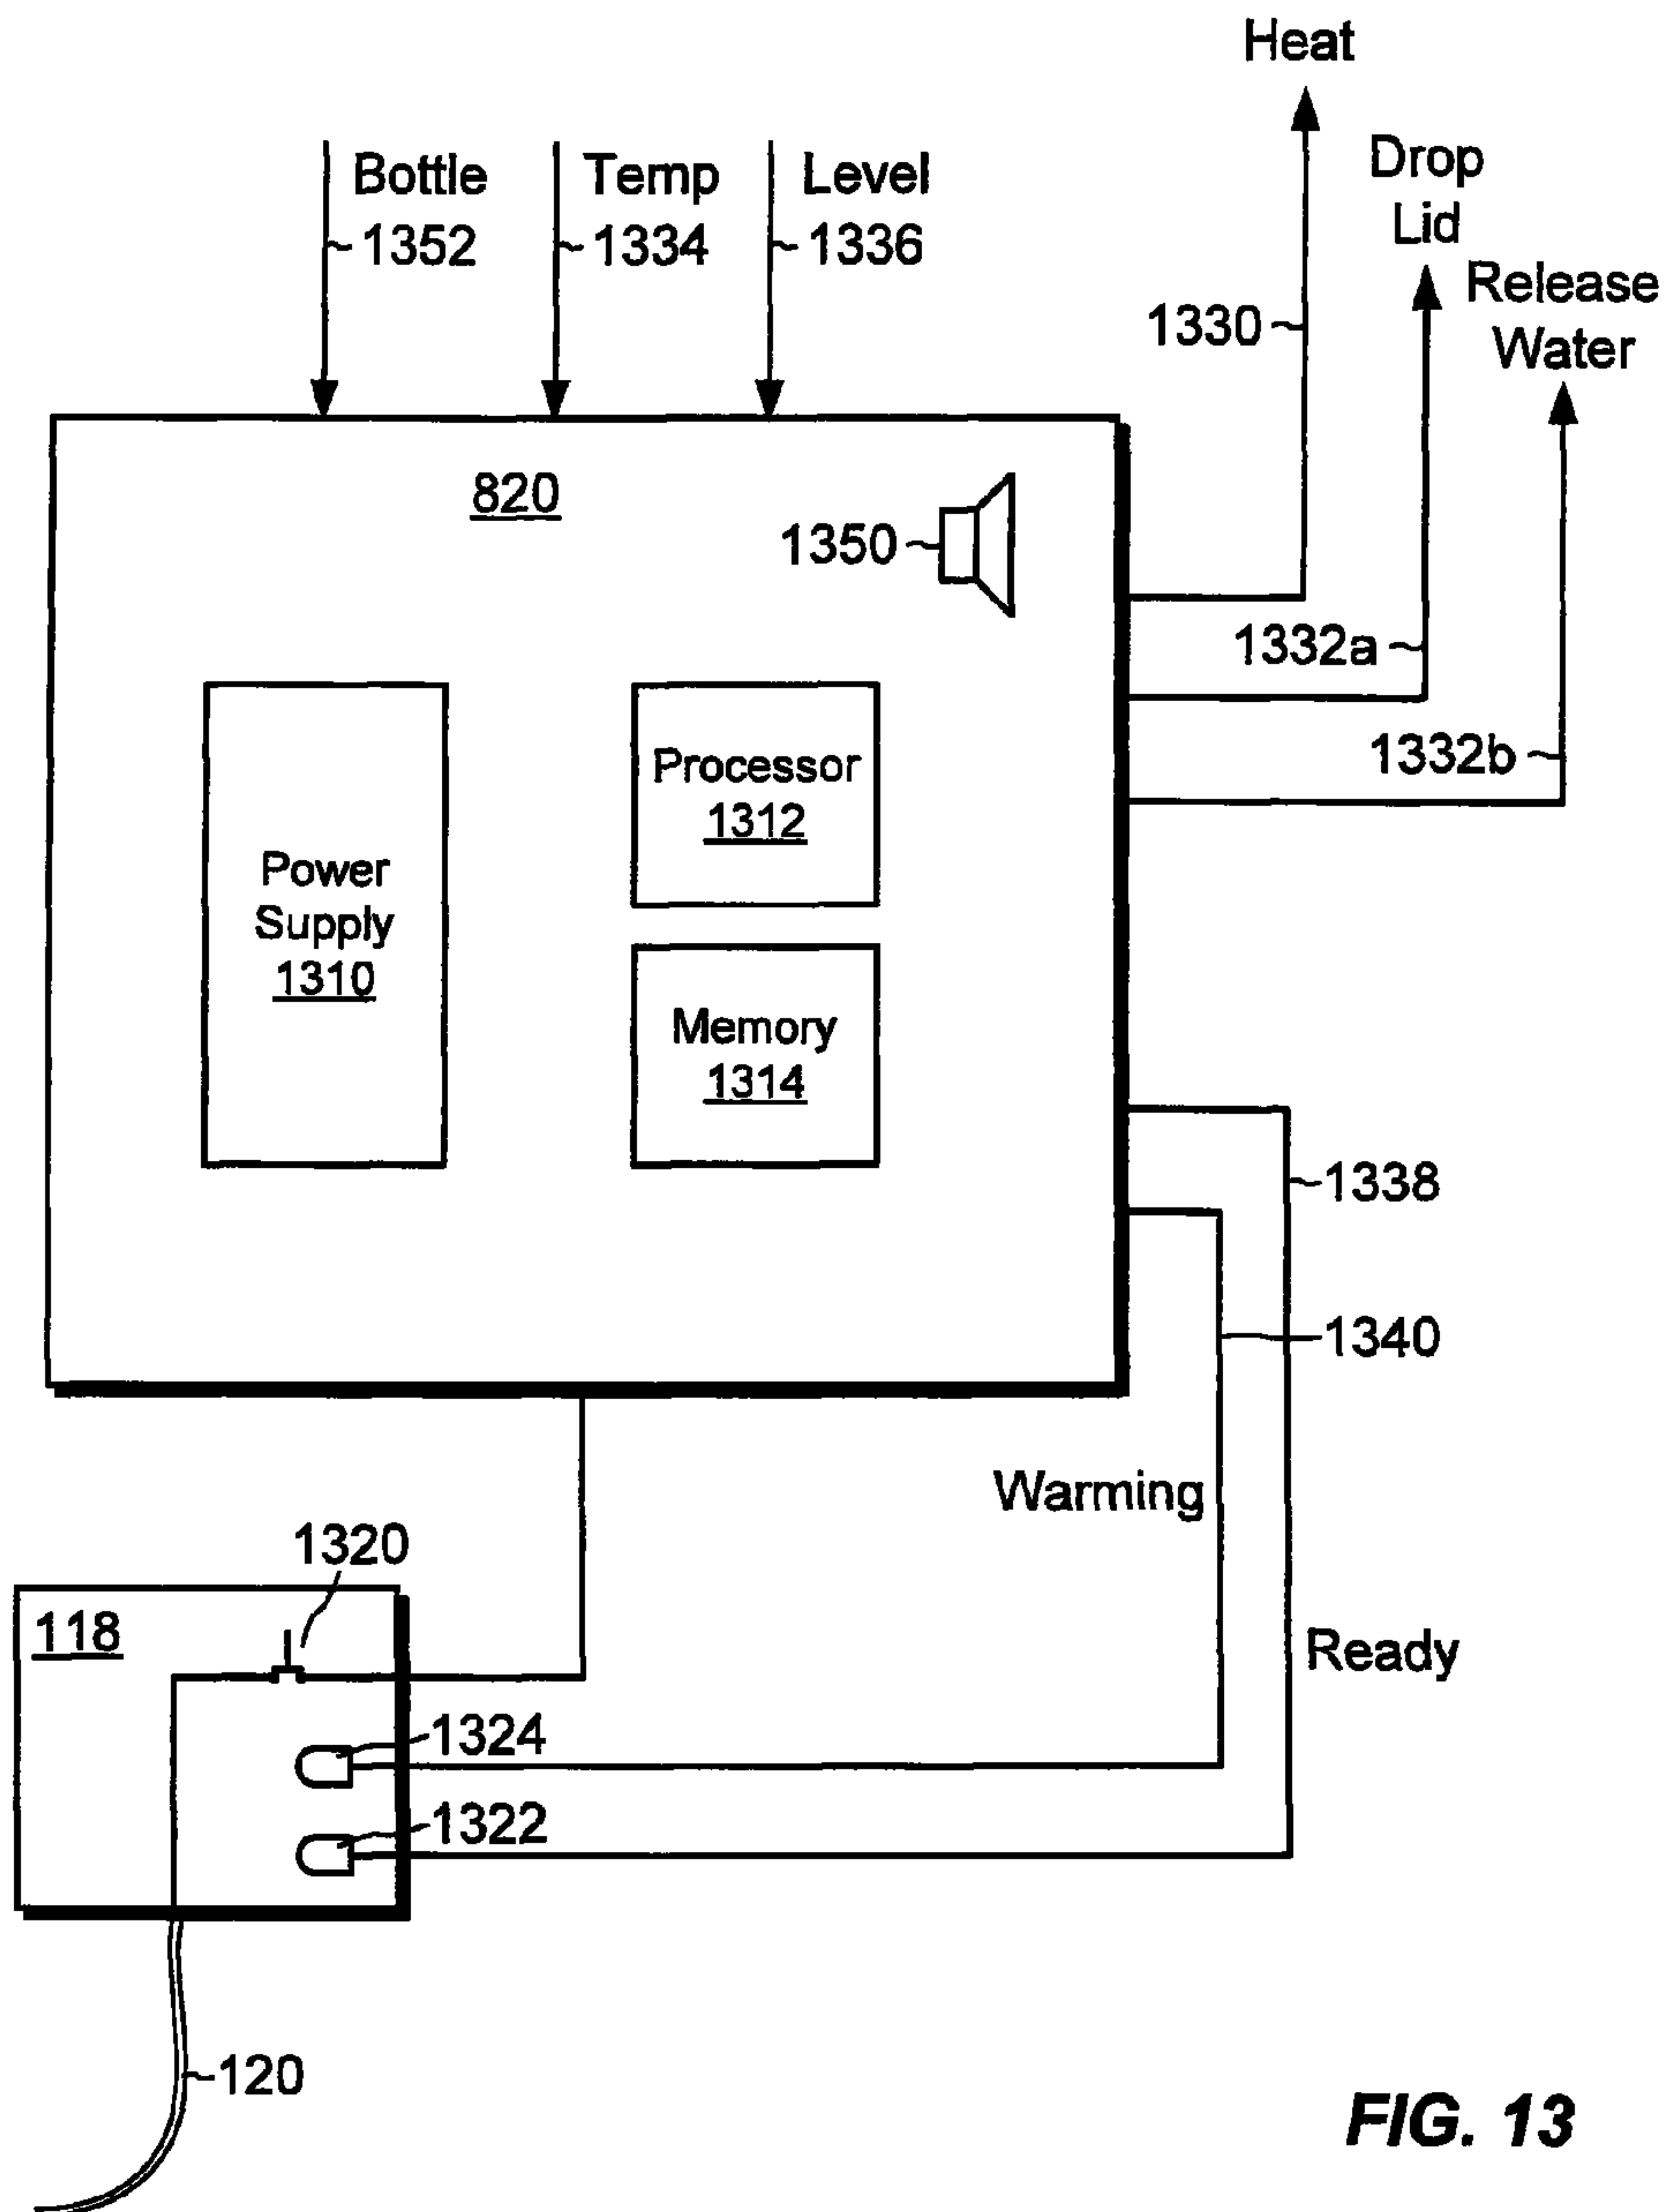 Heat
Drop
Lid
Release
Water
Bottle
1352
Temp
1334
Level
1336
1330
820
1350
1332a
1332b
Processor
1312
Power
Supply
1310
Memory
1314
1338
1340
Warming
1320
118
Ready
1324
1322
120
FIG. 13